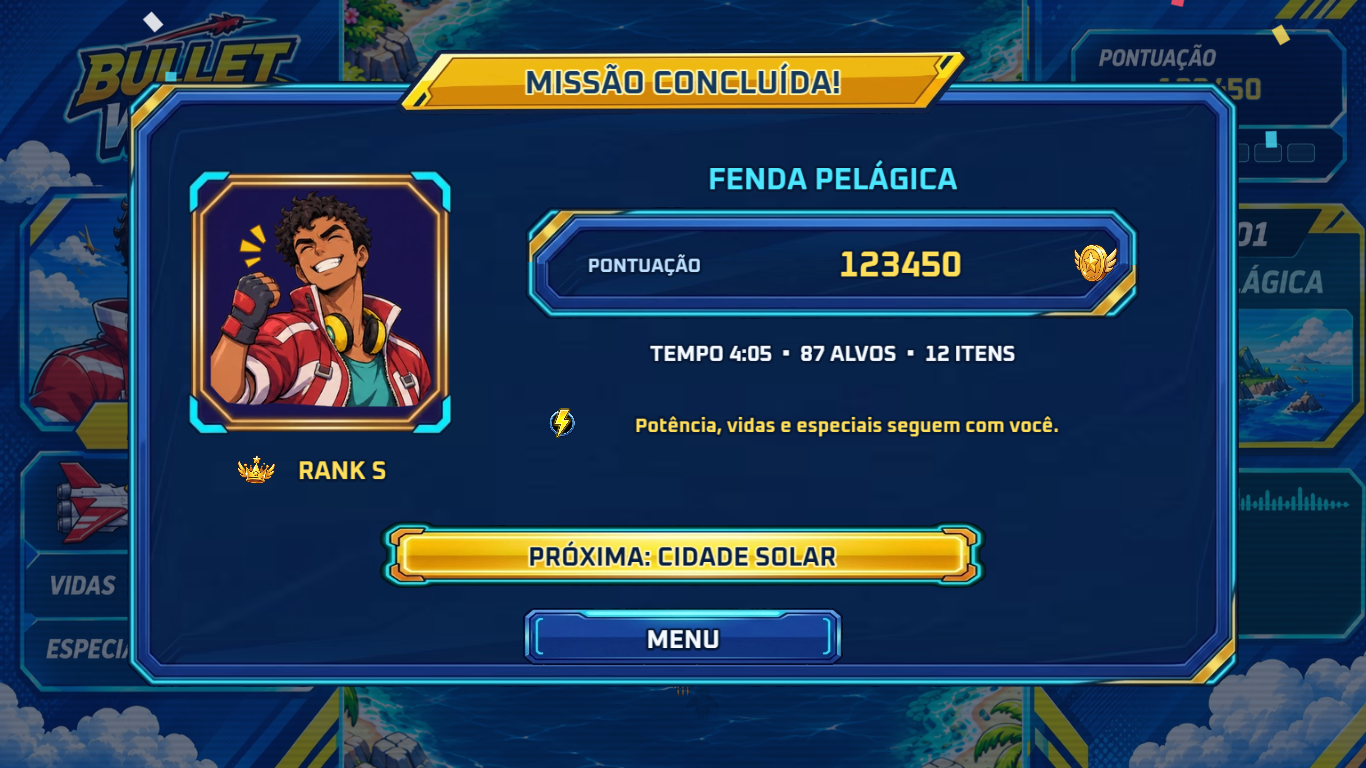 BULLET
PONTUAÇÃO
MISSÃO CONCLUÍDA!
FENDA PELÁGICA
PONTUAÇÃO
123450
TEMPO 4:05 • 87 ALVOS • 12 ITENS
Potência, vidas e especiais seguem com você.
RANK S
PRÓXIMA: CIDADE SOLAR
MENU
VIDAS